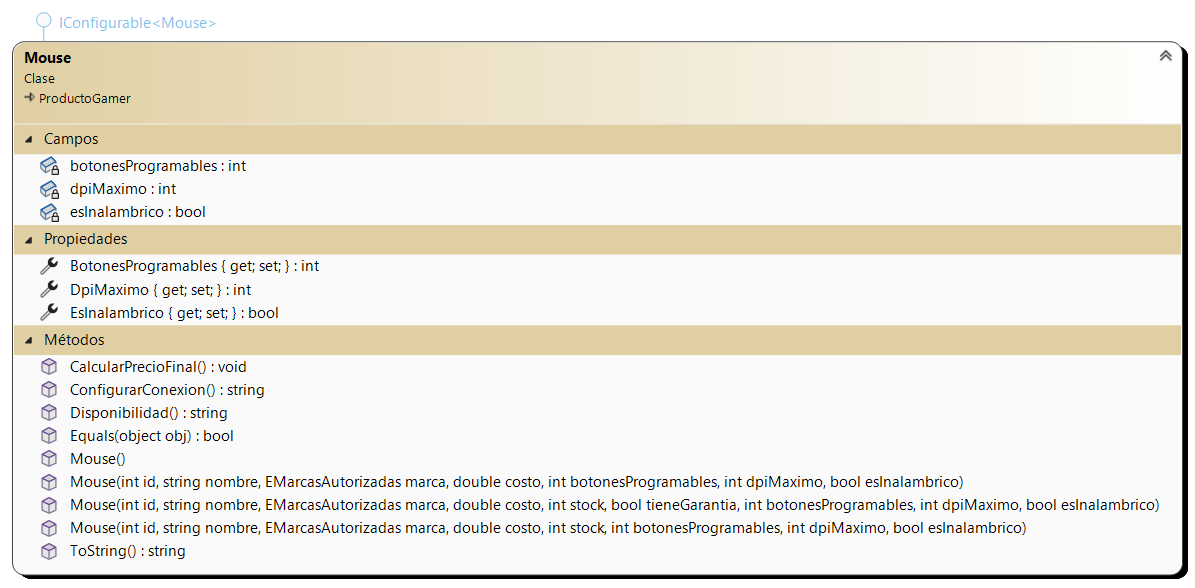 IConfigurable<Mouse>
Mouse
Clase
ProductoGamer
Campos
botonesProgramables : int
dpiMaximo : int
esInalambrico : bool
Propiedades
BotonesProgramables { get; set; } : int
DpiMaximo { get; set; } : int
EsInalambrico { get; set; } : bool
Métodos
CalcularPrecioFinal() : void
ConfigurarConexion() : string
Disponibilidad() : string
Equals(object obj) : bool
Mouse()
Mouse(int id, string nombre, EMarcasAutorizadas marca, double costo, int botonesProgramables, int dpiMaximo, bool esInalambrico)
Mouse(int id, string nombre, EMarcasAutorizadas marca, double costo, int stock, bool tieneGarantia, int botonesProgramables, int dpiMaximo, bool esInalambrico)
Mouse(int id, string nombre, EMarcasAutorizadas marca, double costo, int stock, int botonesProgramables, int dpiMaximo, bool esInalambrico)
ToString() : string